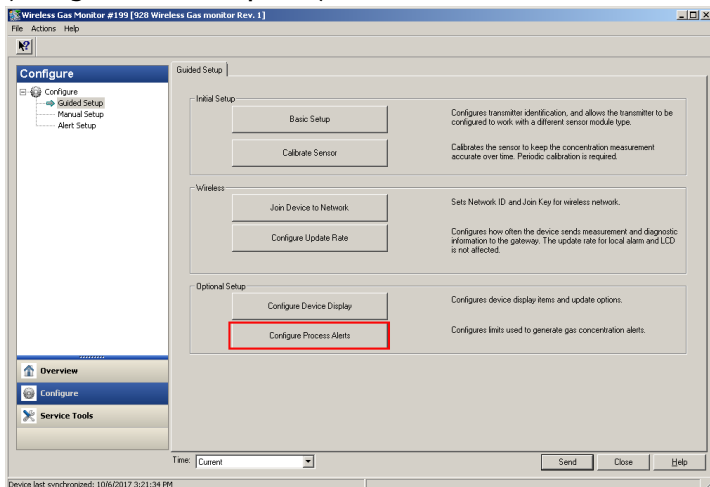 Wireless Gas Monitor #199 [928 Wireless Gas monitor Rev. 1]
File Actions Help
Configure
Configure
Guided Setup
Manual Setup
Alert Setup
Overview
Configure
Service Tools
Guided Setup
Initial Setup
Basic Setup
Configures transmitter identification, and allows the transmitter to be
configured to work with a different sensor module type.
Calibrate Sensor
Calibrates the sensor to keep the concentration measurement
accurate over time. Periodic calibration is required.
Wireless
Join Device to Network
Sets Network ID and Join Key for wireless network.
Configure Update Rate
Configures how often the device sends measurement and diagnostic
information to the gateway. The update rate for local alarm and LCD
is not affected.
Optional Setup
Configure Device Display
Configures device display items and update options.
Configure Process Alerts
Configures limits used to generate gas concentration alerts.
Time: Current
Send Close Help
Device last synchronized: 10/6/2017 3:21:34 PM